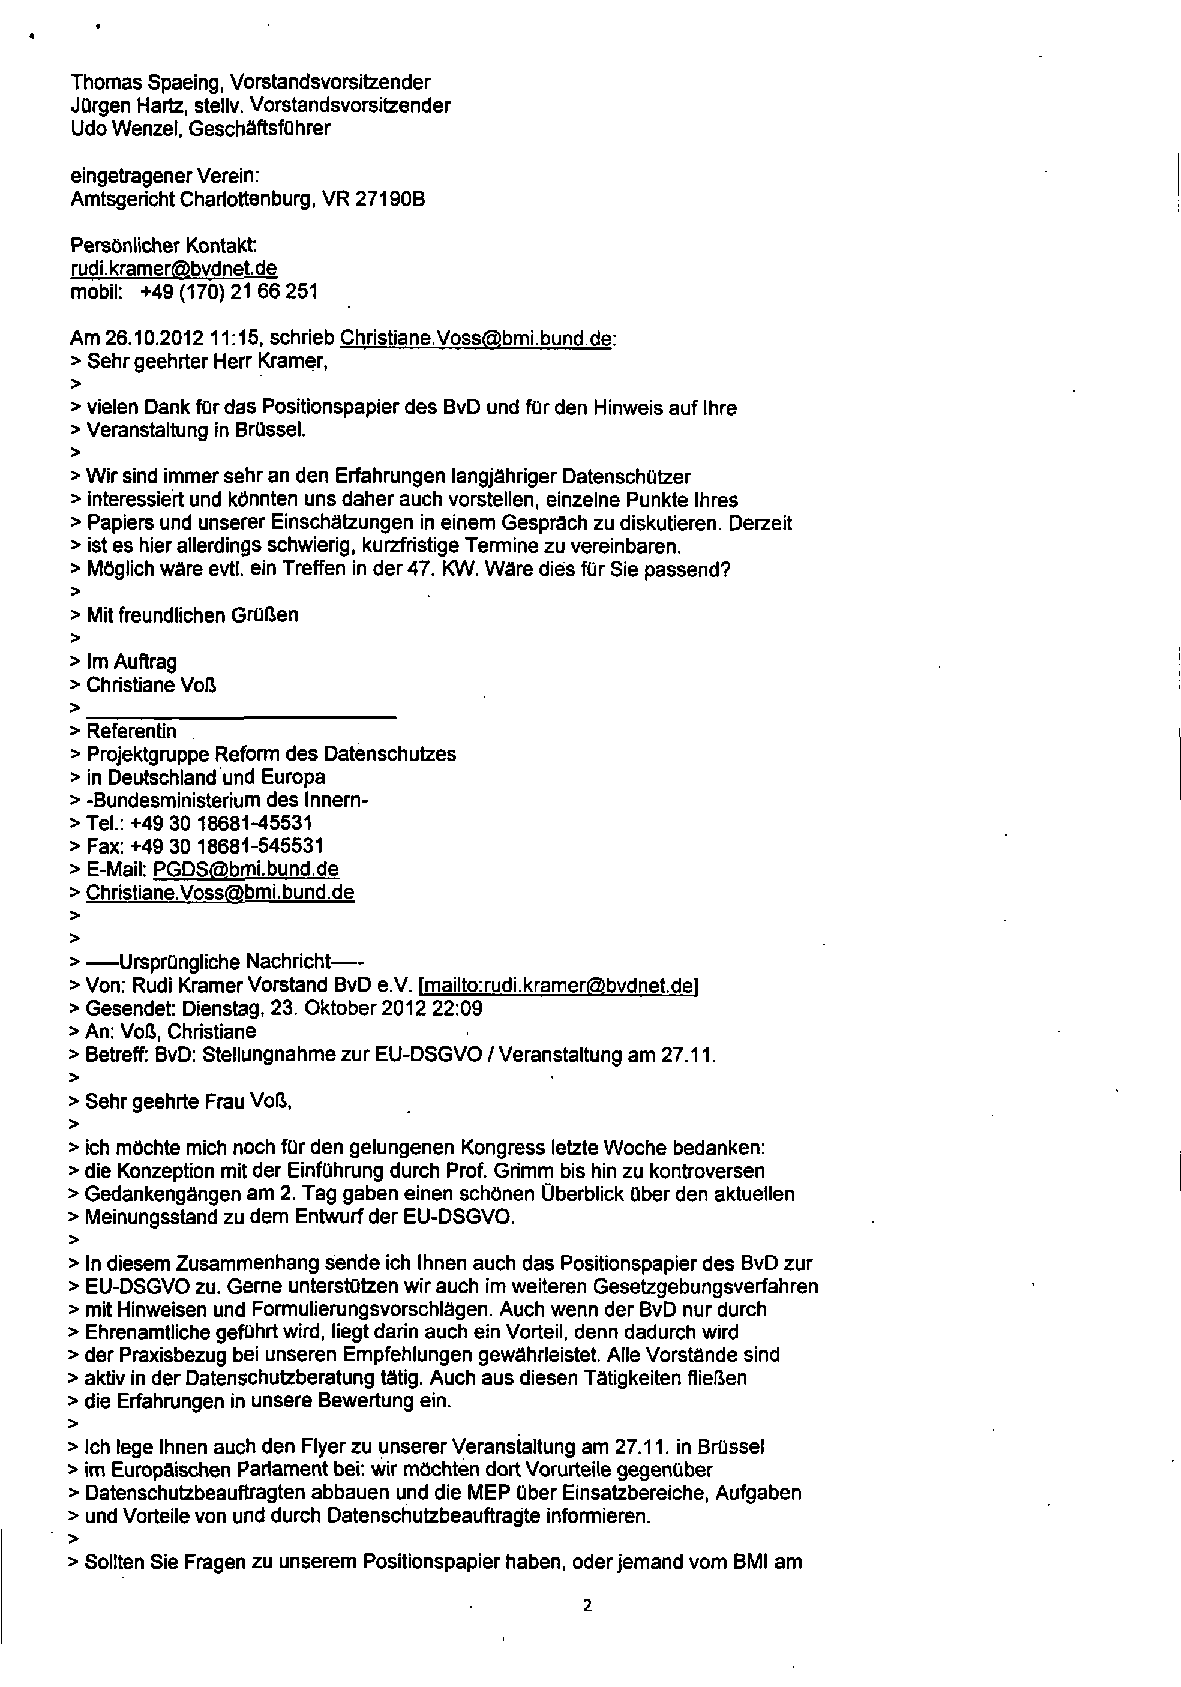 Thomas Spaeing, Vorstandsvorsitzender
Jürgen Hartz, stellv. Vorstandsvorsitzender
Udo Wenzel, Geschäftsführer
eingetragener Verein:
Amtsgericht Charlottenburg, VR 27190B
Persönlicher Kontakt:
rudi.kramer@bvdnet.de
mobil: +49 (170) 21 66 251
Am 26.10.2012 11:15, schrieb Christiane.Voss@bmi.bund.de:
> Sehr geehrter Herr Kramer,
>
> vielen Dank für das Positionspapier des BvD und für den Hinweis auf Ihre
> Veranstaltung in Brüssel.
>
> Wir sind immer sehr an den Erfahrungen langjähriger Datenschützer
> interessiert und könnten uns daher auch vorstellen, einzelne Punkte Ihres
> Papiers und unserer Einschätzungen in einem Gespräch zu diskutieren. Derzeit
> ist es hier allerdings schwierig, kurzfristige Termine zu vereinbaren.
> Möglich wäre evtl. ein Treffen in der 47. KW. Wäre dies für Sie passend?
>
> Mit freundlichen Grüßen
>
> Im Auftrag
> Christiane Voß
> ______________________________
> Referentin
> Projektgruppe Reform des Datenschutzes
> in Deutschland und Europa
> -Bundesministerium des Innern-
> Tel.: +49 30 18681-45531
> Fax: +49 30 18681-545531
> E-Mail: PGDS@bmi.bund.de
> Christiane.Voss@bmi.bund.de
>
>
> -----Ursprüngliche Nachricht-----
> Von: Rudi Kramer Vorstand BvD e.V. [mailto:rudi.kramer@bvdnet.de]
> Gesendet: Dienstag, 23. Oktober 2012 22:09
> An: Voß, Christiane
> Betreff: BvD: Stellungnahme zur EU-DSGVO / Veranstaltung am 27.11.
>
> Sehr geehrte Frau Voß,
>
> ich möchte mich noch für den gelungenen Kongress letzte Woche bedanken:
> die Konzeption mit der Einführung durch Prof. Grimm bis hin zu kontroversen
> Gedankengängen am 2. Tag gaben einen schönen Überblick über den aktuellen
> Meinungsstand zu dem Entwurf der EU-DSGVO.
>
> In diesem Zusammenhang sende ich Ihnen auch das Positionspapier des BvD zur
> EU-DSGVO zu. Gerne unterstützen wir auch im weiteren Gesetzgebungsverfahren
> mit Hinweisen und Formulierungsvorschlägen. Auch wenn der BvD nur durch
> Ehrenamtliche geführt wird, liegt darin auch ein Vorteil, denn dadurch wird
> der Praxisbezug bei unseren Empfehlungen gewährleistet. Alle Vorstände sind
> aktiv in der Datenschutzberatung tätig. Auch aus diesen Tätigkeiten fließen
> die Erfahrungen in unsere Bewertung ein.
>
> Ich lege Ihnen auch den Flyer zu unserer Veranstaltung am 27.11. in Brüssel
> im Europäischen Parlament bei: wir möchten dort Vorurteile gegenüber
> Datenschutzbeauftragten abbauen und die MEP über Einsatzbereiche, Aufgaben
> und Vorteile von und durch Datenschutzbeauftragte informieren.
>
> Sollten Sie Fragen zu unserem Positionspapier haben, oder jemand vom BMI am
2